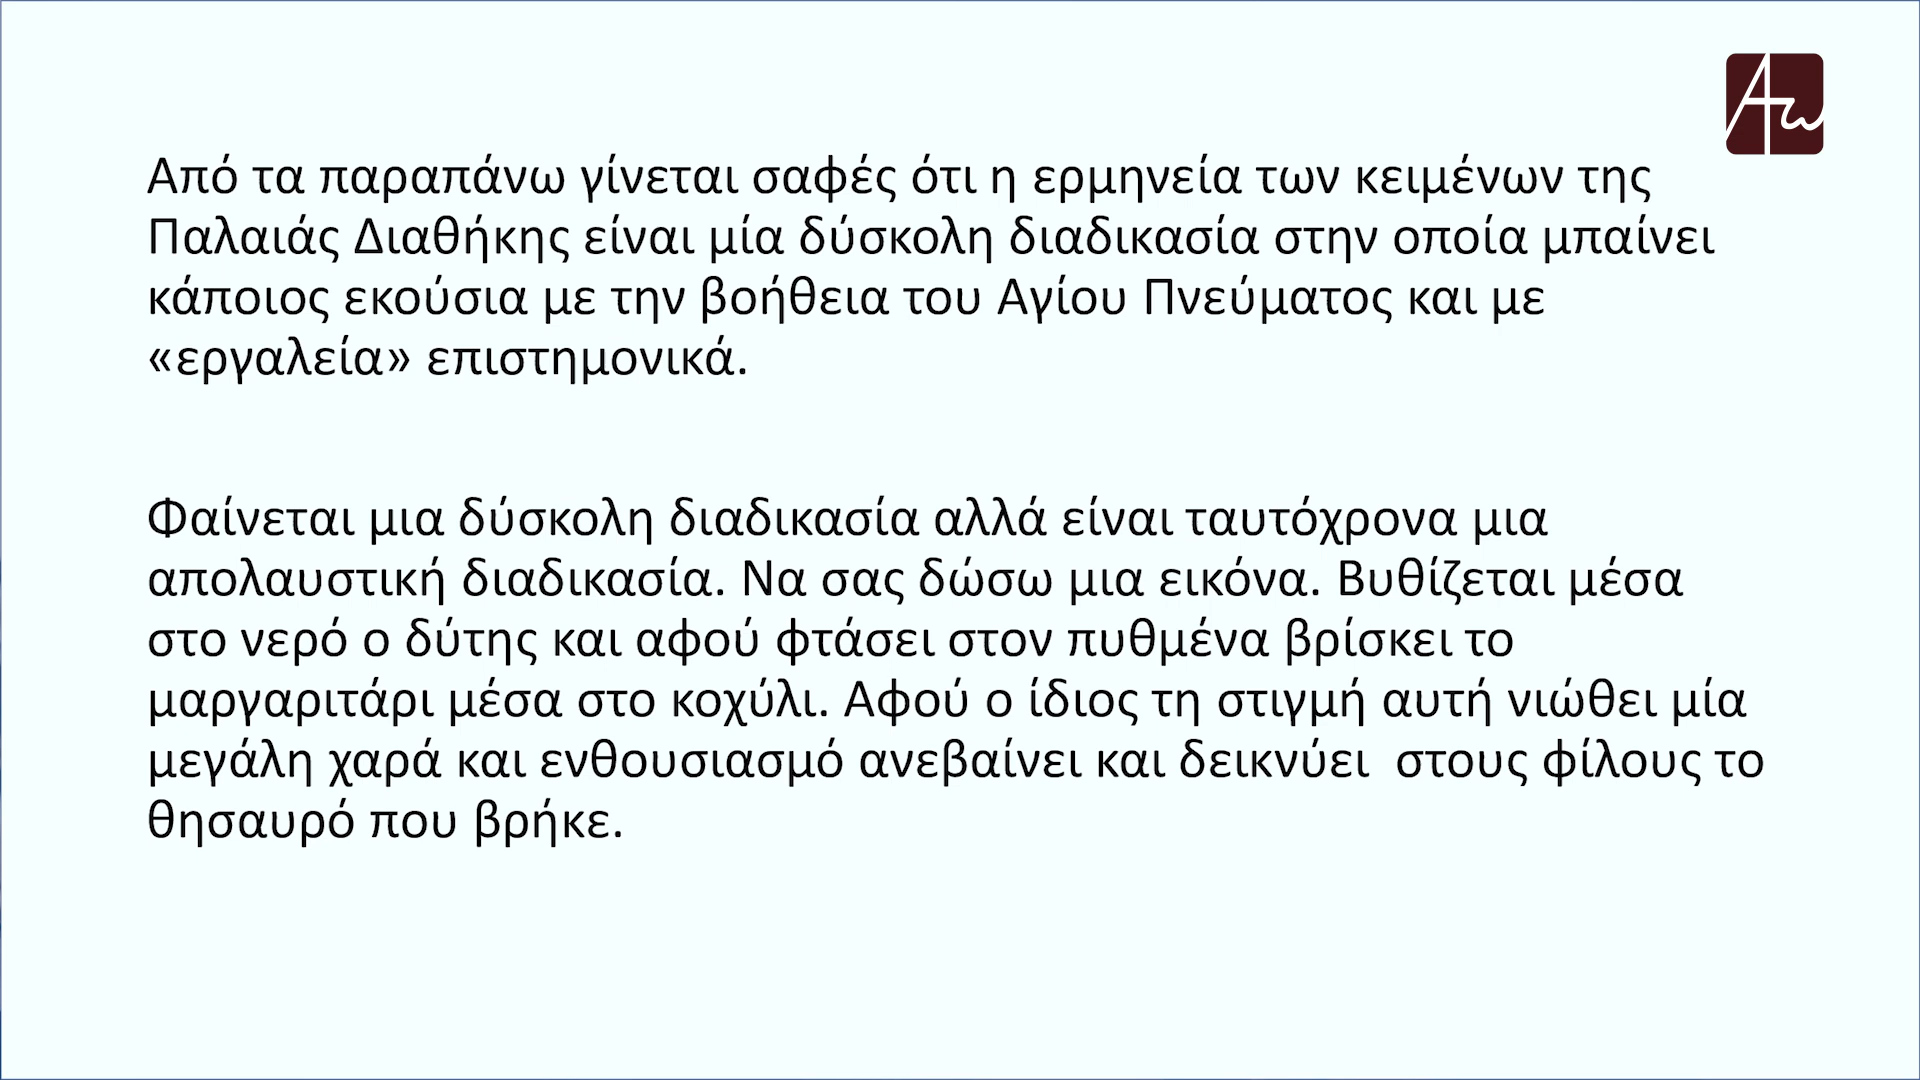 Αω
Από τα παραπάνω γίνεται σαφές ότι η ερμηνεία των κειμένων της
Παλαιάς Διαθήκης είναι μία δύσκολη διαδικασία στην οποία μπαίνει
κάποιος εκούσια με την βοήθεια του Αγίου Πνεύματος και με
«εργαλεία» επιστημονικά.
Φαίνεται μια δύσκολη διαδικασία αλλά είναι ταυτόχρονα μια
απολαυστική διαδικασία. Να σας δώσω μια εικόνα. Βυθίζεται μέσα
στο νερό ο δύτης και αφού φτάσει στον πυθμένα βρίσκει το
μαργαριτάρι μέσα στο κοχύλι. Αφού ο ίδιος τη στιγμή αυτή νιώθει μία
μεγάλη χαρά και ενθουσιασμό ανεβαίνει και δεικνύει  στους φίλους το
θησαυρό που βρήκε.